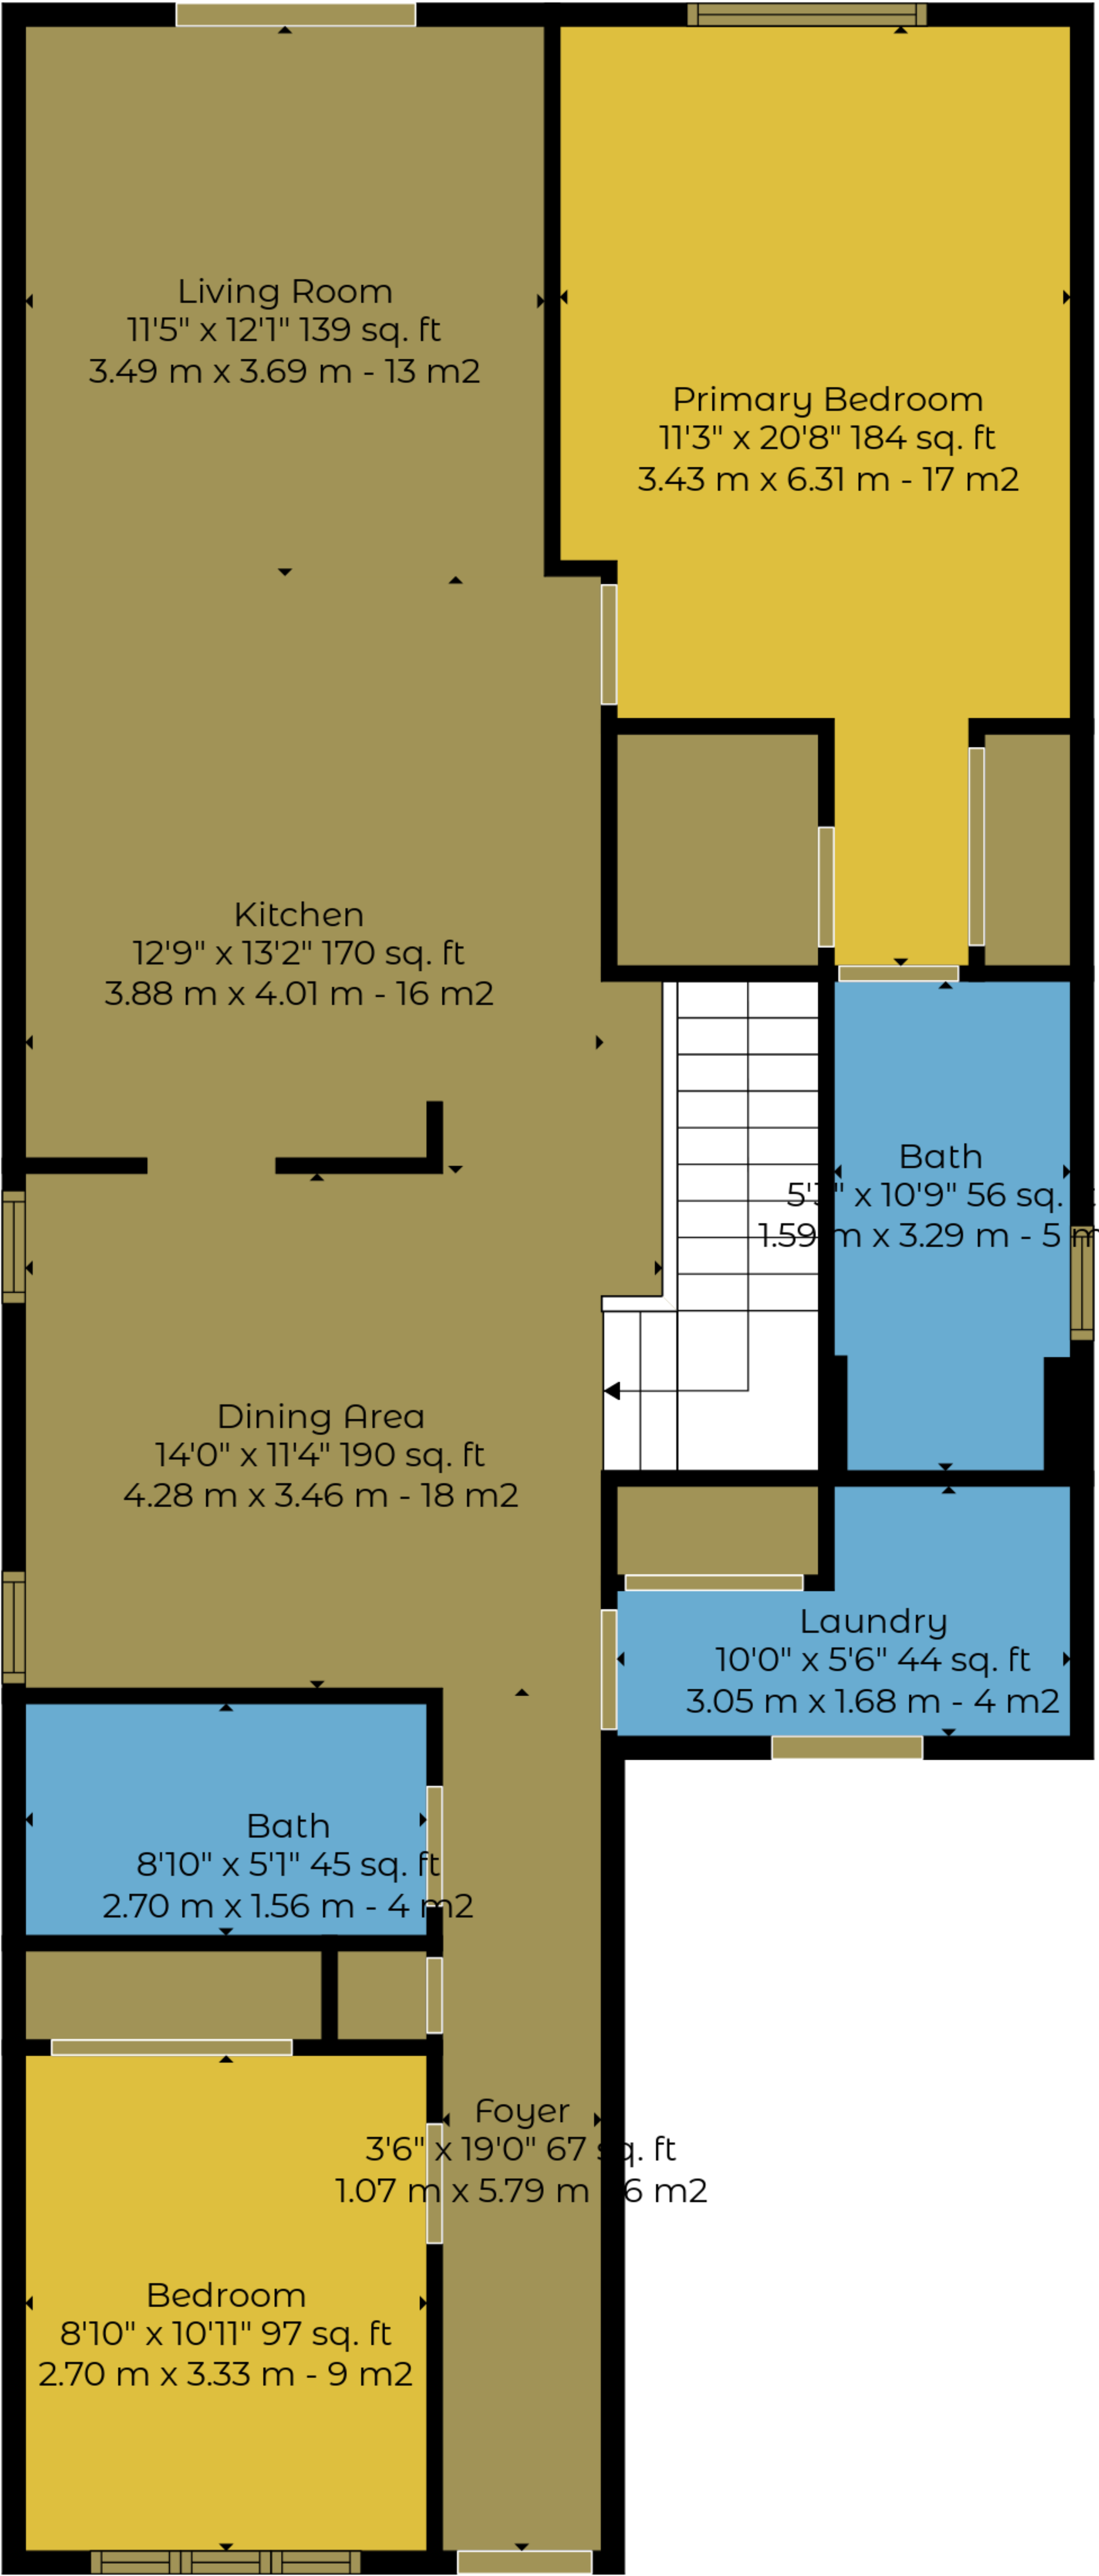 Living Room
11'5" x 12'1" 139 sq. ft
3.49 m x 3.69 m - 13 m2
Primary Bedroom
11'3" x 20'8" 184 sq. ft
3.43 m x 6.31 m - 17 m2
Kitchen
12'9" x 13'2" 170 sq. ft
3.88 m x 4.01 m - 16 m2
Bath
5'3" x 10'9" 56 sq.
1.59 m x 3.29 m - 5 m
Dining Area
14'0" x 11'4" 190 sq. ft
4.28 m x 3.46 m - 18 m2
Laundry
10'0" x 5'6" 44 sq. ft
3.05 m x 1.68 m - 4 m2
Bath
8'10" x 5'1" 45 sq. ft
2.70 m x 1.56 m - 4 m2
Foyer
3'6" x 19'0" 67 sq. ft
1.07 m x 5.79 m - 6 m2
Bedroom
8'10" x 10'11" 97 sq. ft
2.70 m x 3.33 m - 9 m2